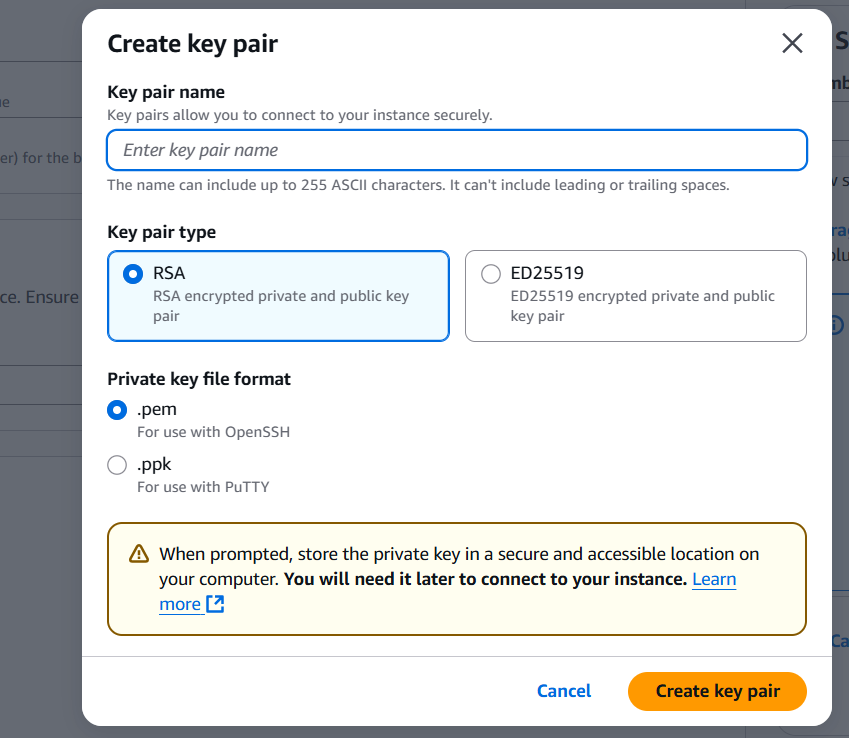 Create key pair
Key pair name
Key pairs allow you to connect to your instance securely.
Enter key pair name
The name can include up to 255 ASCII characters. It can't include leading or trailing spaces.
Key pair type
RSA
RSA encrypted private and public key
pair
ED25519
ED25519 encrypted private and public
key pair
Private key file format
.pem
For use with OpenSSH
.ppk
For use with PuTTY
When prompted, store the private key in a secure and accessible location on
your computer. You will need it later to connect to your instance. Learn
more
Cancel
Create key pair
er) for the b
ce. Ensure